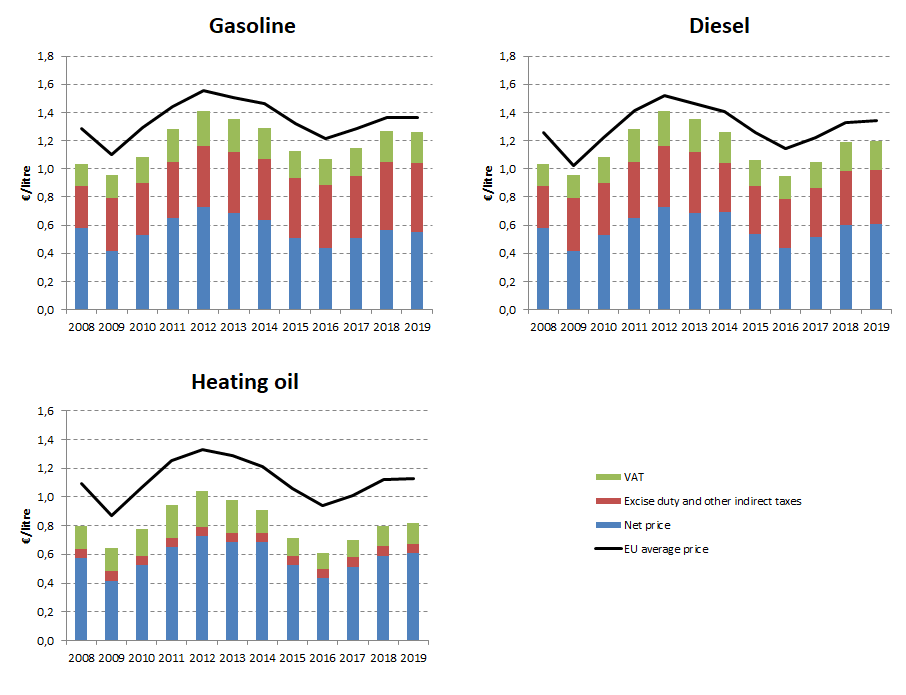 Gasoline
€/litre
1,8
1,6
1,4
1,2
1,0
0,8
0,6
0,4
0,2
0,0
2008 2009 2010 2011 2012 2013 2014 2015 2016 2017 2018 2019
Diesel
€/litre
1,8
1,6
1,4
1,2
1,0
0,8
0,6
0,4
0,2
0,0
2008 2009 2010 2011 2012 2013 2014 2015 2016 2017 2018 2019
Heating oil
€/litre
1,6
1,4
1,2
1,0
0,8
0,6
0,4
0,2
0,0
2008 2009 2010 2011 2012 2013 2014 2015 2016 2017 2018 2019
VAT
Excise duty and other indirect taxes
Net price
EU average price